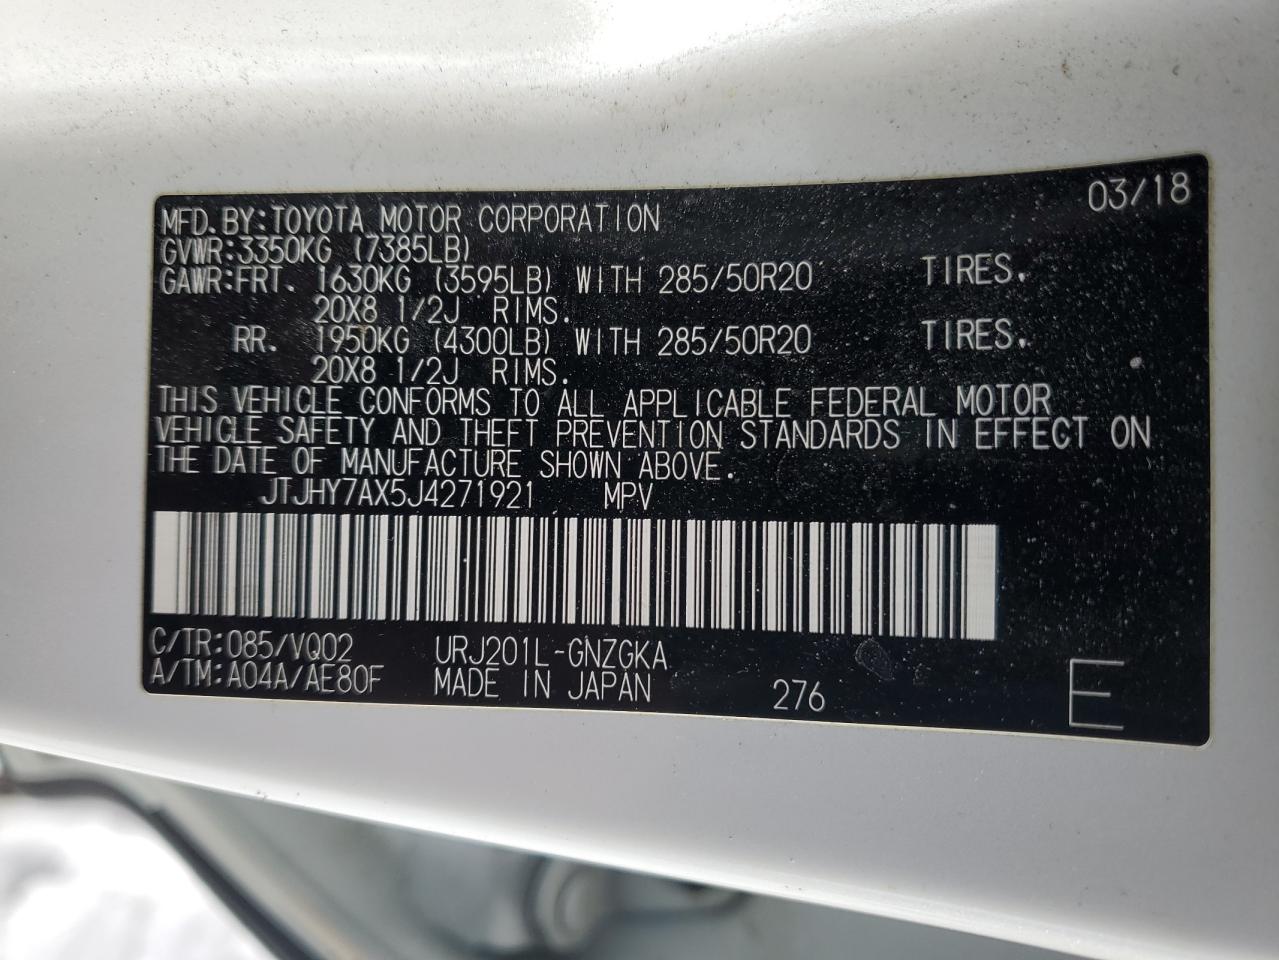 03/18
MFD.BY:TOYOTA MOTOR CORPORATION
GVWR:3350KG (7385LB)
GAWR:FRT. 1630KG (3595LB) WITH 285/50R20 TIRES.
20X8 1/2J RIMS.
RR. 1950KG (4300LB) WITH 285/50R20 TIRES.
20X8 1/2J RIMS.
THIS VEHICLE CONFORMS TO ALL APPLICABLE FEDERAL MOTOR
VEHICLE SAFETY AND THEFT PREVENTION STANDARDS IN EFFECT ON
THE DATE OF MANUFACTURE SHOWN ABOVE.
JTJHY7AX5J4271921 MPV
C/TR:085/VQ02 URJ201L-GNZGKA
A/TM:A04A/AE80F MADE IN JAPAN 276 E